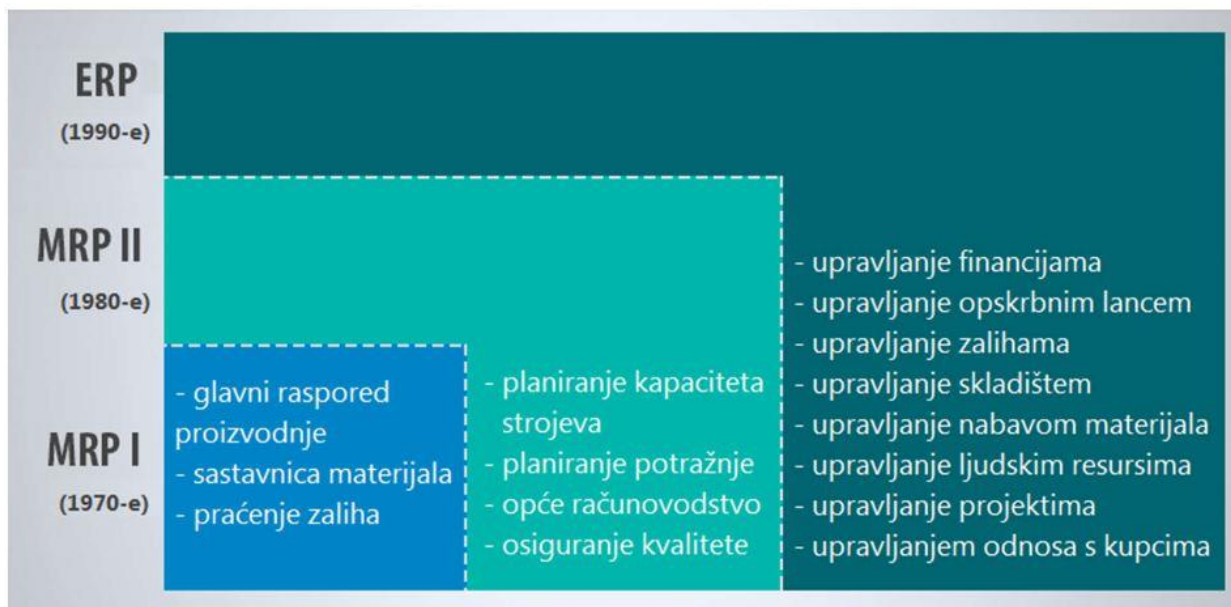 ERP
(1990-e)
MRP II
(1980-e)
MRP I
(1970-e)
- glavni raspored
proizvodnje
- sastavnica materijala
- praćenje zaliha
- planiranje kapaciteta
strojeva
- planiranje potražnje
- opće računovodstvo
- osiguranje kvalitete
- upravljanje financijama
- upravljanje opskrbnim lancem
- upravljanje zalihama
- upravljanje skladištem
- upravljanje nabavom materijala
- upravljanje ljudskim resursima
- upravljanje projektima
- upravljanjem odnosa s kupcima